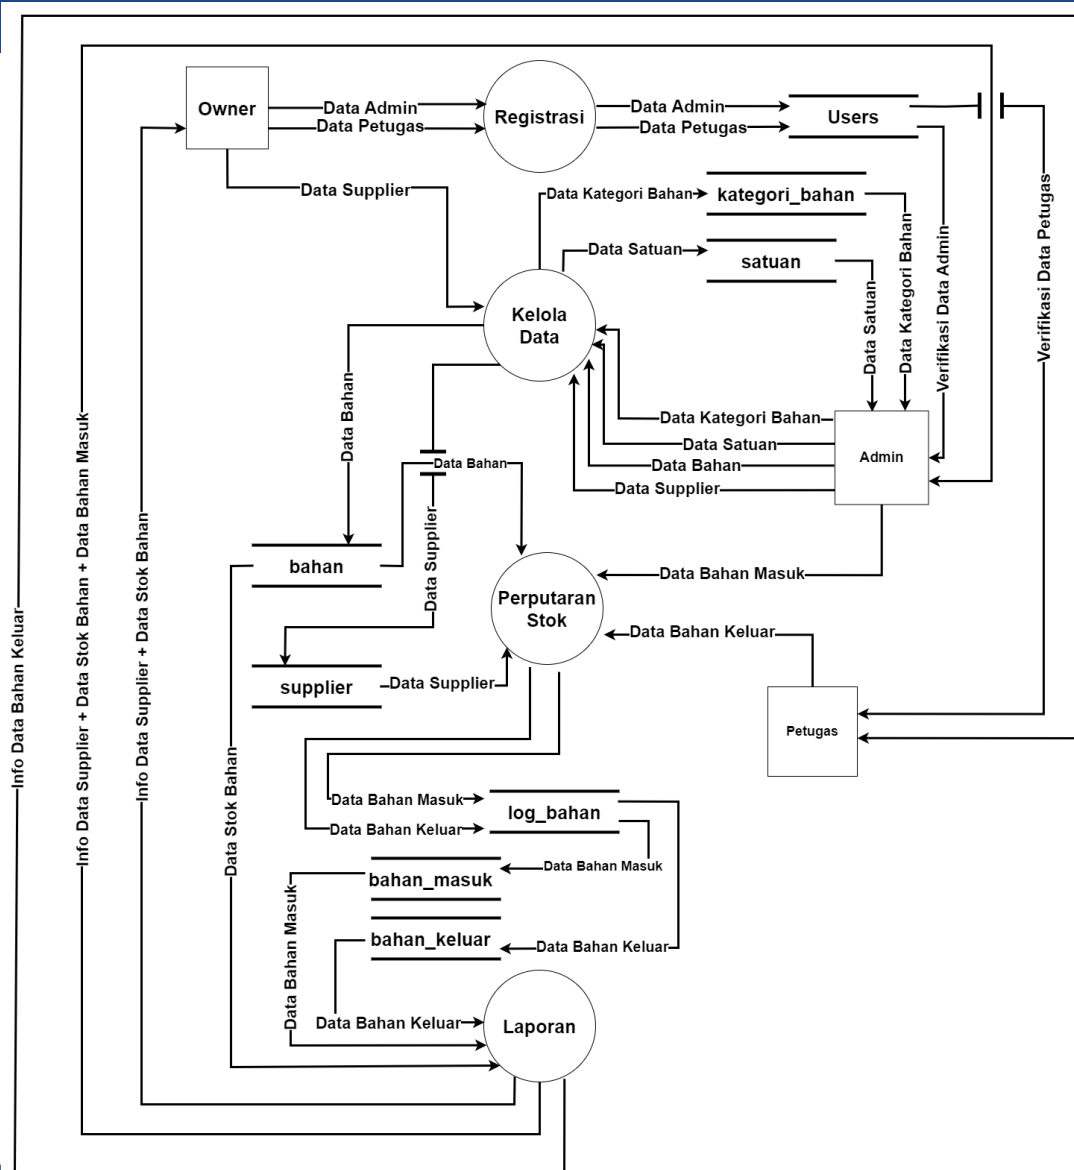 Owner
Data Admin
Data Petugas
Registrasi
Data Admin
Data Petugas
Users
Data Supplier
Data Kategori Bahan
kategori_bahan
Data Satuan
satuan
Kelola
Data
Data Satuan
Data Kategori Bahan
Verifikasi Data Admin
Verifikasi Data Petugas
Data Bahan
Data Kategori Bahan
Data Satuan
Data Bahan
Data Supplier
Admin
Data Bahan
Data Supplier
bahan
Perputaran
Stok
Data Bahan Masuk
Data Bahan Keluar
supplier
Data Supplier
Petugas
Info Data Bahan Keluar
Info Data Supplier + Data Stok Bahan + Data Bahan Masuk
Info Data Supplier + Data Stok Bahan
Data Stok Bahan
Data Bahan Masuk
Data Bahan Keluar
log_bahan
Data Bahan Masuk
bahan_masuk
Data Bahan Masuk
bahan_keluar
Data Bahan Keluar
Data Bahan Keluar
Laporan